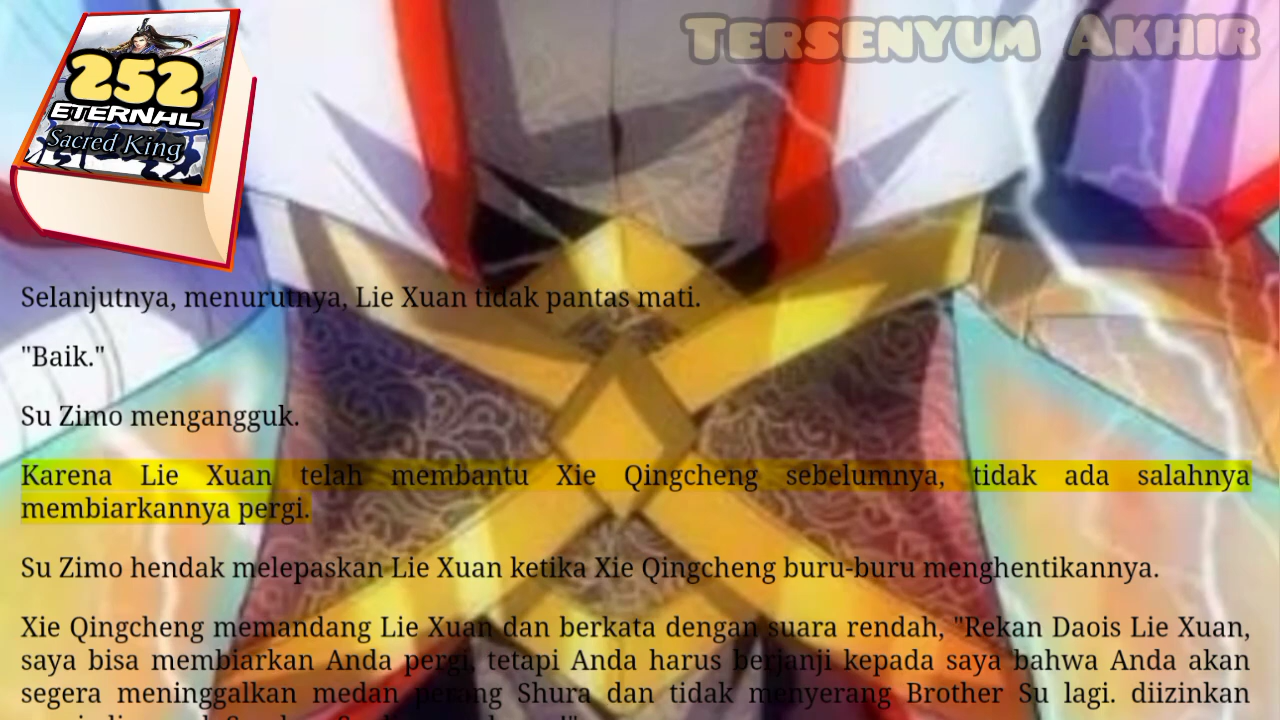 TERSENYUM AKHIR
252
ETERNAL
Sacred King
Selanjutnya, menurutnya, Lie Xuan tidak pantas mati.
"Baik."
Su Zimo mengangguk.
Karena Lie Xuan telah membantu Xie Qingcheng sebelumnya, tidak ada salahnya
membiarkannya pergi.
Su Zimo hendak melepaskan Lie Xuan ketika Xie Qingcheng buru-buru menghentikannya.
Xie Qingcheng memandang Lie Xuan dan berkata dengan suara rendah, "Rekan Daois Lie Xuan,
saya bisa membiarkan Anda pergi, tetapi Anda harus berjanji kepada saya bahwa Anda akan
segera meninggalkan medan perang Shura dan tidak menyerang Brother Su lagi. diizinkan